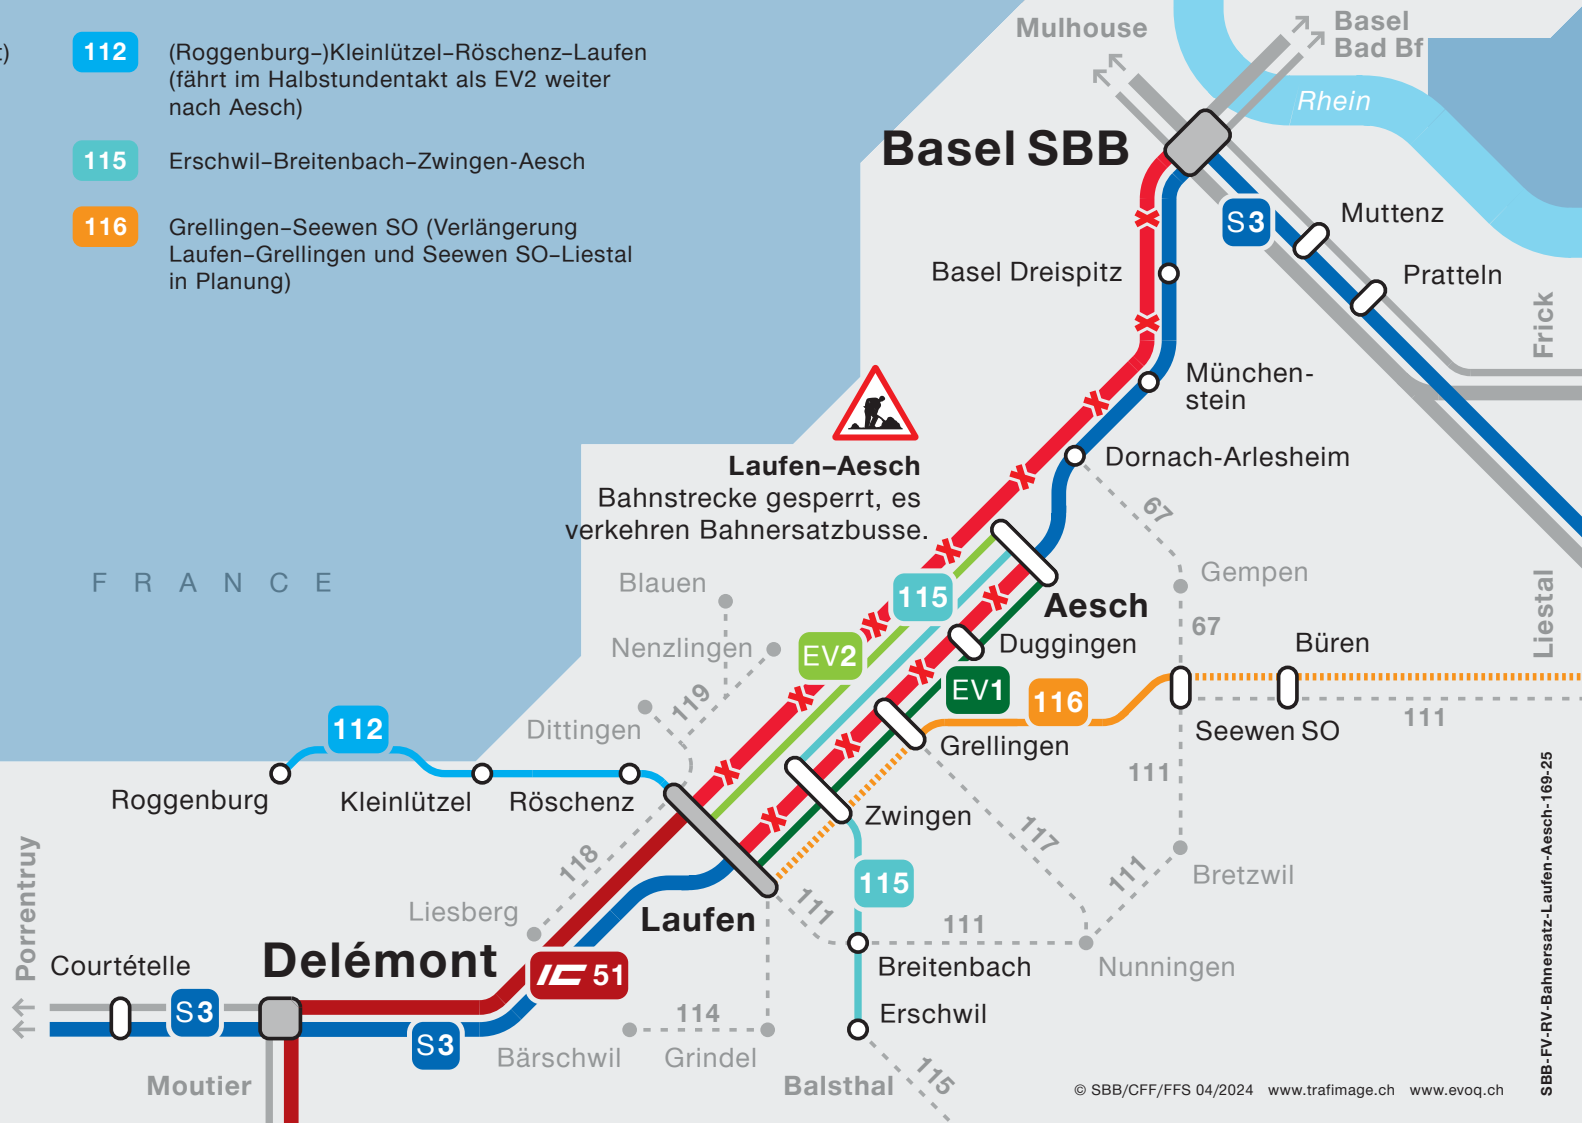 t)
112
(Roggenburg–)Kleinlützel–Röschenz–Laufen
(fährt im Halbstundentakt als EV2 weiter
nach Aesch)
115
Erschwil–Breitenbach–Zwingen-Aesch
116
Grellingen–Seewen SO (Verlängerung
Laufen–Grellingen und Seewen SO–Liestal
in Planung)
Mulhouse
Basel
Bad Bf
Rhein
Basel SBB
S3
Muttenz
Pratteln
Frick
Basel Dreispitz
München-
stein
Dornach-Arlesheim
Laufen–Aesch
Bahnstrecke gesperrt, es
verkehren Bahnersatzbusse.
67
Gempen
67
FRANCE
Blauen
115
Aesch
Liestal
Nenzlingen
EV2
Duggingen
Büren
119
EV1
116
Dittingen
111
112
Grellingen
Seewen SO
Roggenburg
Kleinlützel
Röschenz
111
Zwingen
117
118
115
111
Bretzwil
Porrentruy
Liesberg
Laufen
111
111
Courtételle
Delémont
IC 51
Breitenbach
Nunningen
S3
S3
114
Erschwil
Bärschwil
Grindel
Moutier
Balsthal
115
© SBB/CFF/FFS 04/2024 www.trafimage.ch www.evoq.ch
SBB-FV-RV-Bahnersatz-Laufen-Aesch-169-25